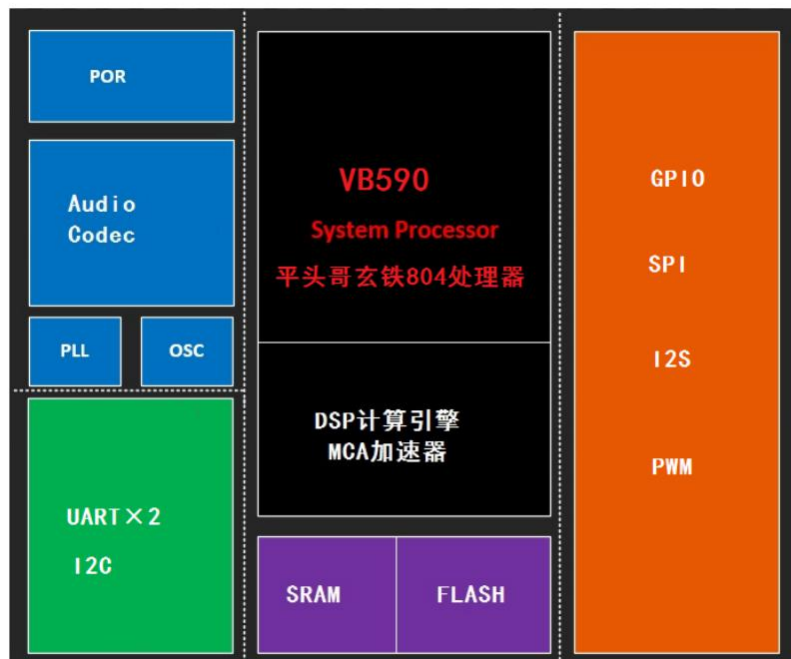 POR
Audio
Codec
PLL
OSC
UART×2
I2C
VB590
System Processor
平头哥玄铁804处理器
DSP计算引擎
MCA加速器
SRAM
FLASH
GPIO
SPI
I2S
PWM